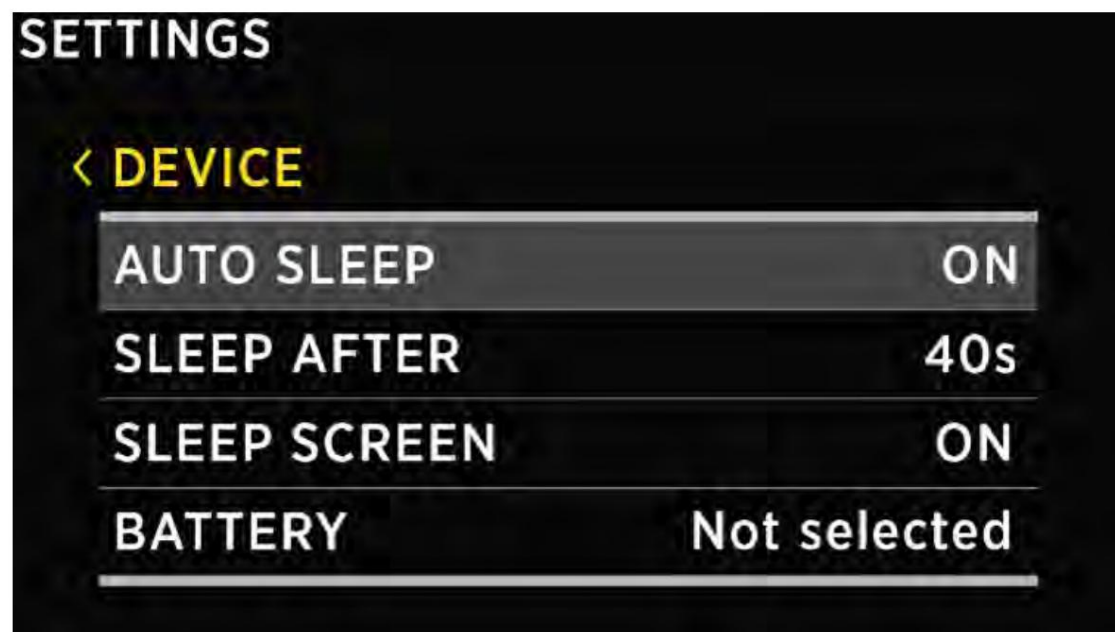 SETTINGS
< DEVICE
AUTO SLEEP ON
SLEEP AFTER 40s
SLEEP SCREEN ON
BATTERY Not selected